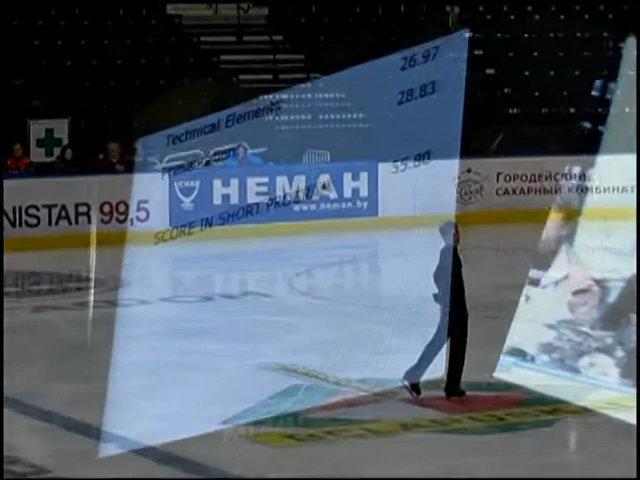 26.97
Technical Elements
28.83
55.80
НЕМАН
www.neman.by
ГОРОДЕЙСКИЙ
САХАРНЫЙ КОМБИНАТ
NISTAR 99,5
SCORE IN SHORT PROGRAM